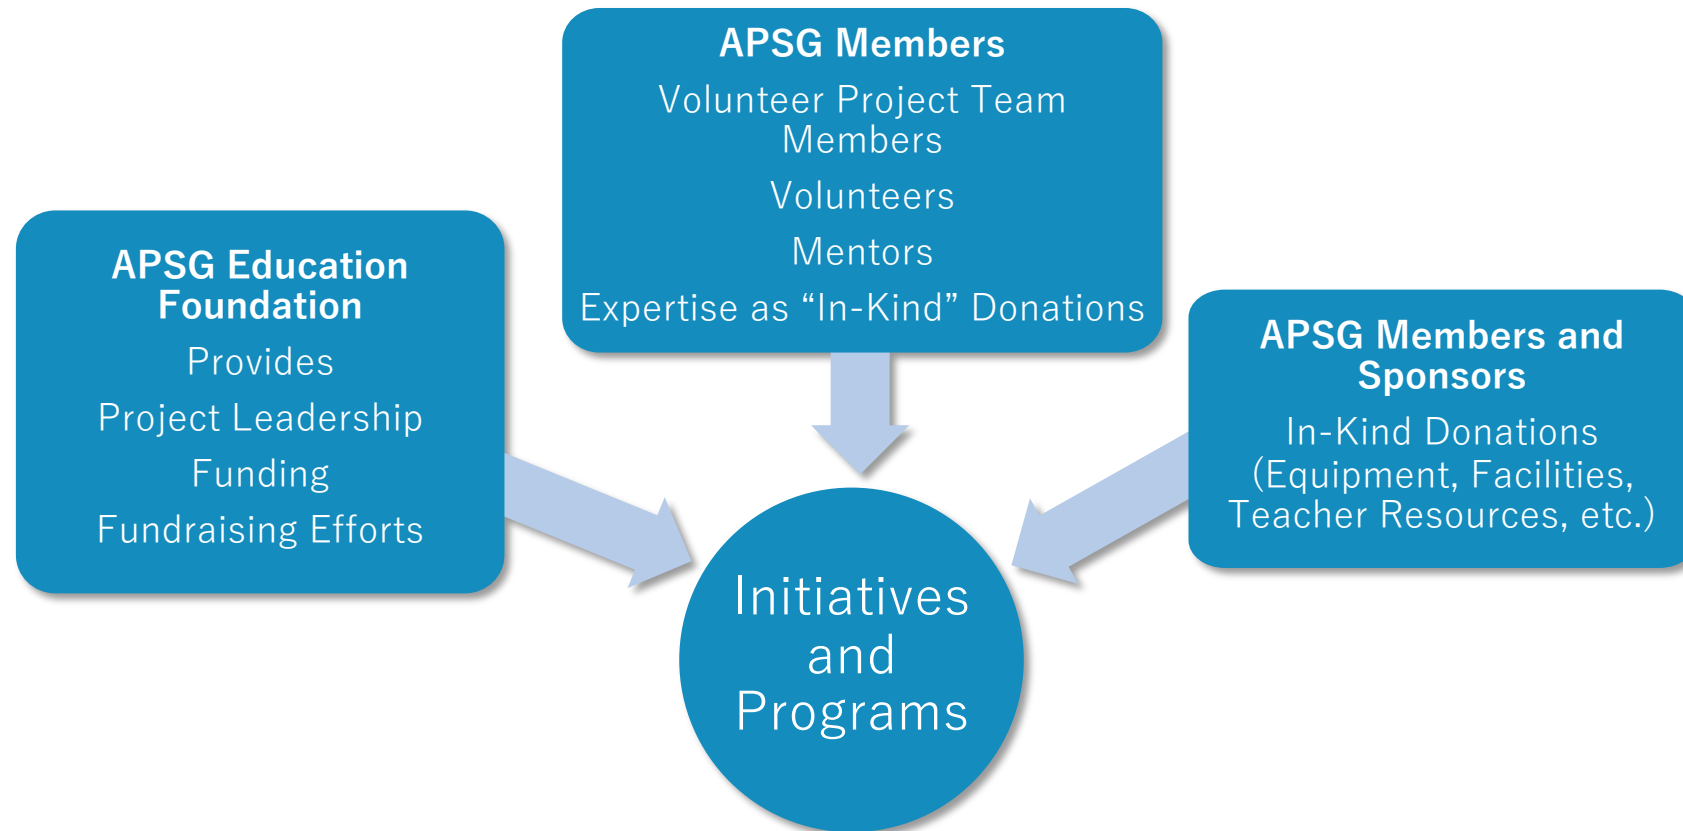 APSG Members
Volunteer Project Team
Members
Volunteers
Mentors
Expertise as “In-Kind” Donations
APSG Education
Foundation
Provides
Project Leadership
Funding
Fundraising Efforts
APSG Members and
Sponsors
In-Kind Donations
(Equipment, Facilities,
Teacher Resources, etc.)
Initiatives
and
Programs